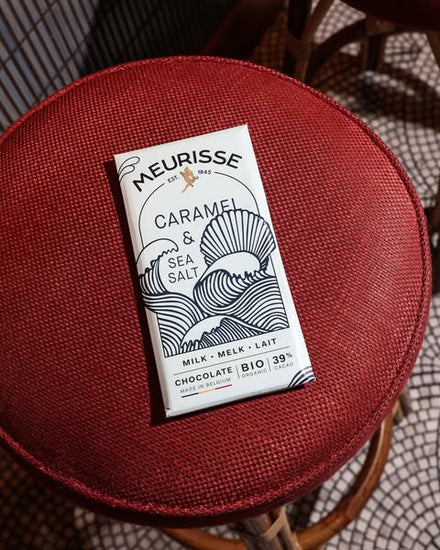 MEURISSE
EST. 1845
CARAMEL
&
SEA
SALT
MILK • MELK • LAIT
CHOCOLATE
MADE IN BELGIUM
BIO
ORGANIC
39%
CACAO